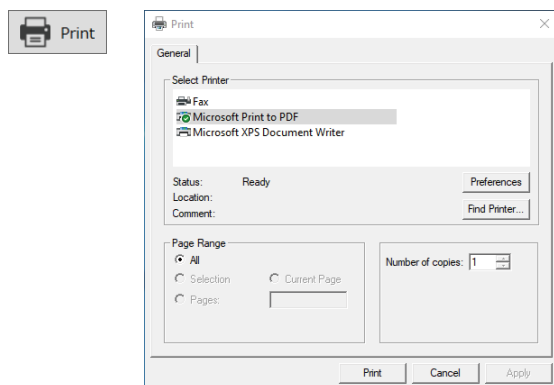 Print
Print
General
Select Printer
Fax
Microsoft Print to PDF
Microsoft XPS Document Writer
Status: Ready
Preferences
Location:
Comment:
Find Printer...
Page Range
All
Number of copies: 1
Selection
Current Page
Pages:
Print
Cancel
Apply